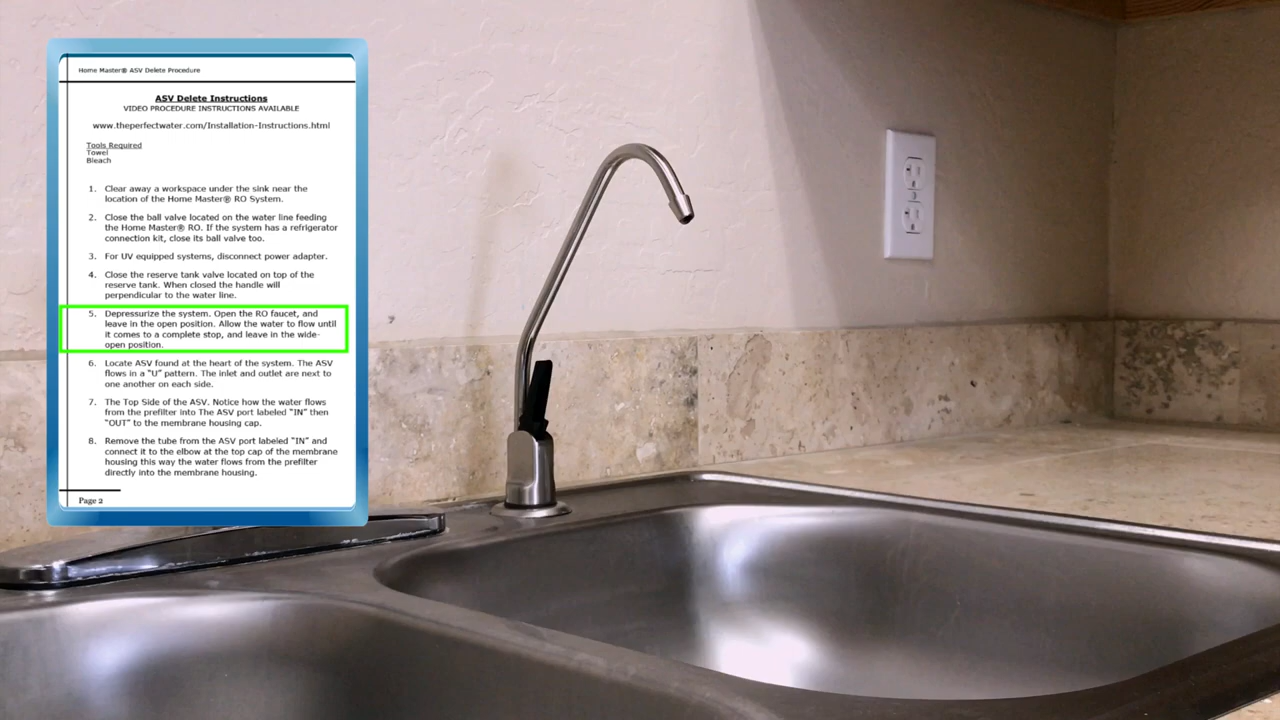 Home Master® ASV Delete Procedure
ASV Delete Instructions
VIDEO PROCEDURE INSTRUCTIONS AVAILABLE
www.theperfectwater.com/Installation-Instructions.html
Tools Required
Towel
Bleach
1. Clear away a workspace under the sink near the
location of the Home Master® RO System.
2. Close the ball valve located on the water line feeding
the Home Master® RO. If the system has a refrigerator
connection kit, close its ball valve too.
3. For UV equipped systems, disconnect power adapter.
4. Close the reserve tank valve located on top of the
reserve tank. When closed the handle will
perpendicular to the water line.
5. Depressurize the system. Open the RO faucet, and
leave in the open position. Allow the water to flow until
it comes to a complete stop, and leave in the wide-
open position.
6. Locate ASV found at the heart of the system. The ASV
flows in a "U" pattern. The inlet and outlet are next to
one another on each side.
7. The Top Side of the ASV. Notice how the water flows
from the prefilter into The ASV port labeled "IN" then
"OUT" to the membrane housing cap.
8. Remove the tube from the ASV port labeled "IN" and
connect it to the elbow at the top cap of the membrane
housing this way the water flows from the prefilter
directly into the membrane housing.
Page 2